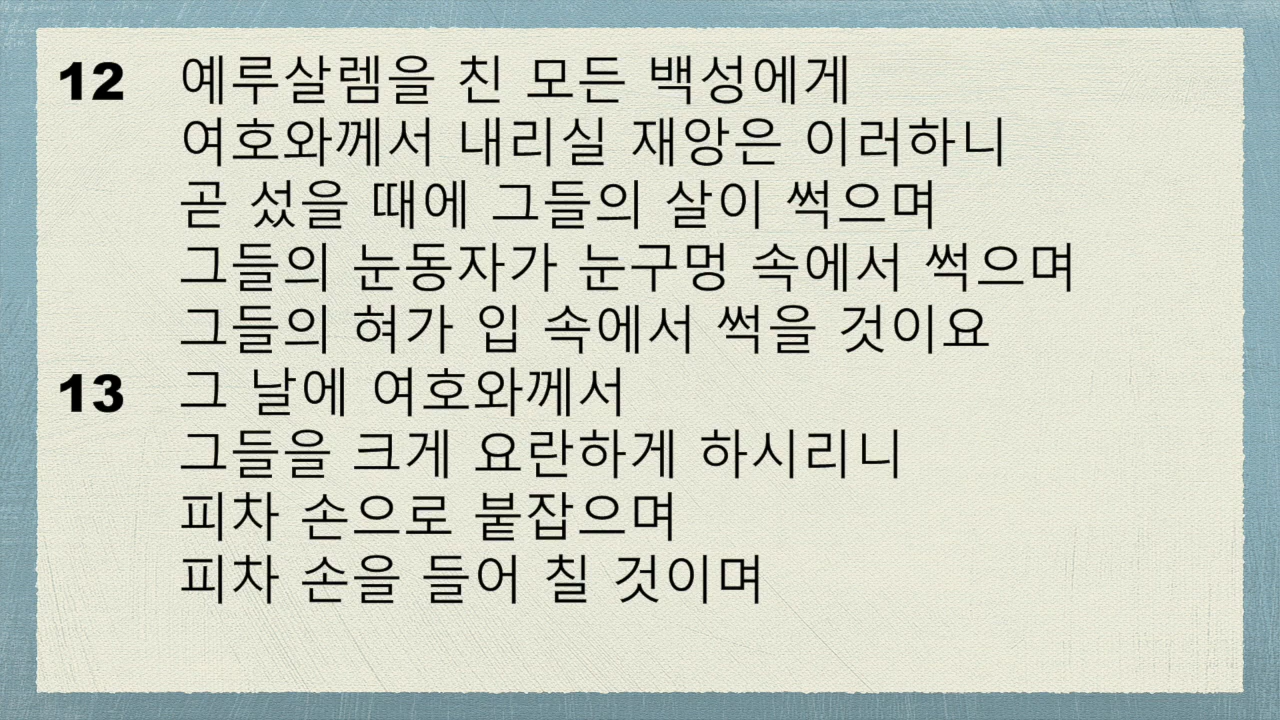 12 예루살렘을 친 모든 백성에게
여호와께서 내리실 재앙은 이러하니
곧 섰을 때에 그들의 살이 썩으며
그들의 눈동자가 눈구멍 속에서 썩으며
그들의 혀가 입 속에서 썩을 것이요
13 그 날에 여호와께서
그들을 크게 요란하게 하시리니
피차 손으로 붙잡으며
피차 손을 들어 칠 것이며